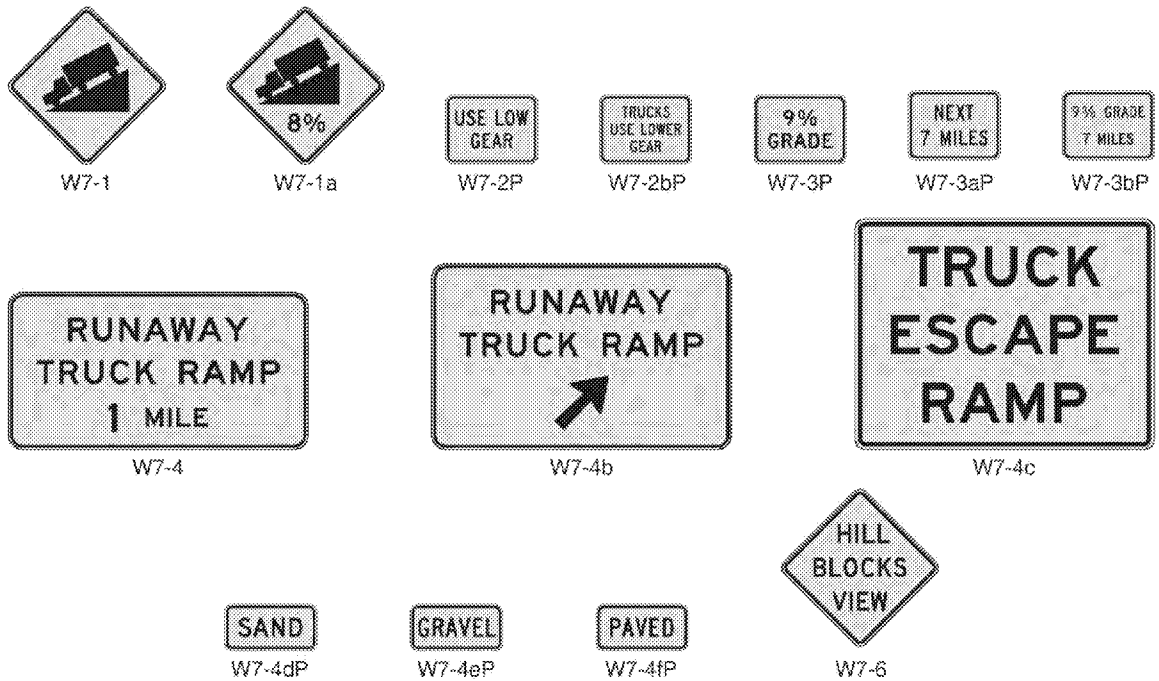 8%
W7-1
W7-1a
USE LOW
GEAR
W7-2P
TRUCKS
USE LOWER
GEAR
W7-2bP
9%
GRADE
W7-3P
NEXT
7 MILES
W7-3aP
9% GRADE
7 MILES
W7-3bP
RUNAWAY
TRUCK RAMP
1 MILE
W7-4
RUNAWAY
TRUCK RAMP
W7-4b
TRUCK
ESCAPE
RAMP
W7-4c
SAND
W7-4dP
GRAVEL
W7-4eP
PAVED
W7-4fP
HILL
BLOCKS
VIEW
W7-6